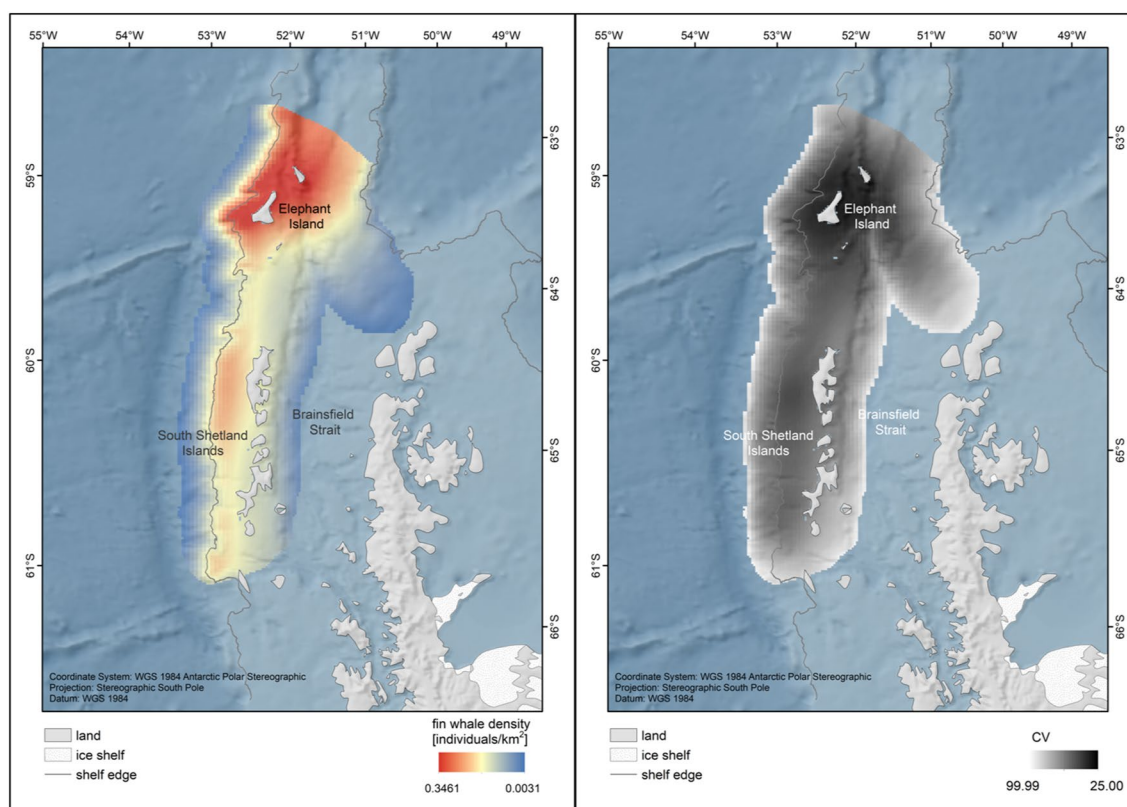 55°W 54°W 53°W 52°W 51°W 50°W 49°W
59°S
60°S
61°S
63°S
64°S
65°S
66°S
Elephant
Island
Brainsfield
Strait
South Shetland
Islands
Coordinate System: WGS 1984 Antarctic Polar Stereographic
Projection: Stereographic South Pole
Datum: WGS 1984
land
ice shelf
shelf edge
fin whale density
[individuals/km²]
0.3461 0.0031
55°W 54°W 53°W 52°W 51°W 50°W 49°W
59°S
60°S
61°S
63°S
64°S
65°S
66°S
Elephant
Island
Brainsfield
Strait
South Shetland
Islands
Coordinate System: WGS 1984 Antarctic Polar Stereographic
Projection: Stereographic South Pole
Datum: WGS 1984
land
ice shelf
shelf edge
CV
99.99 25.00